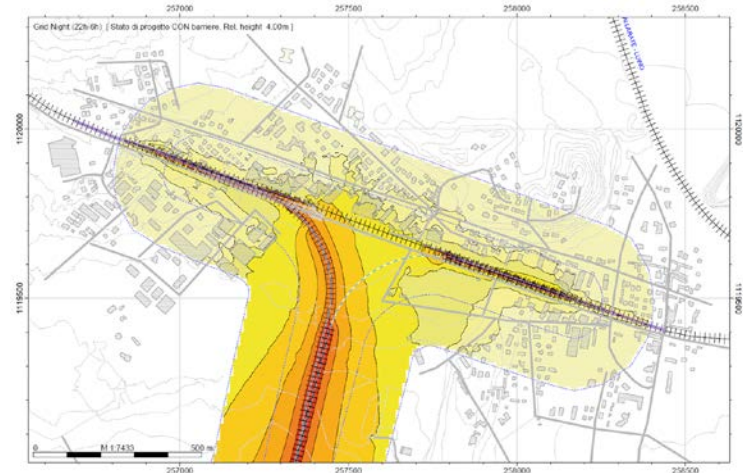 257000 257500 258000 258500
Grid Night (22h-6h) [ Stato di progetto CON barriere. Rel. height 4.00m ]
1120000 1120000
1119500 1119500
0 M 1:7433 500 m
257000 257500 258000 258500